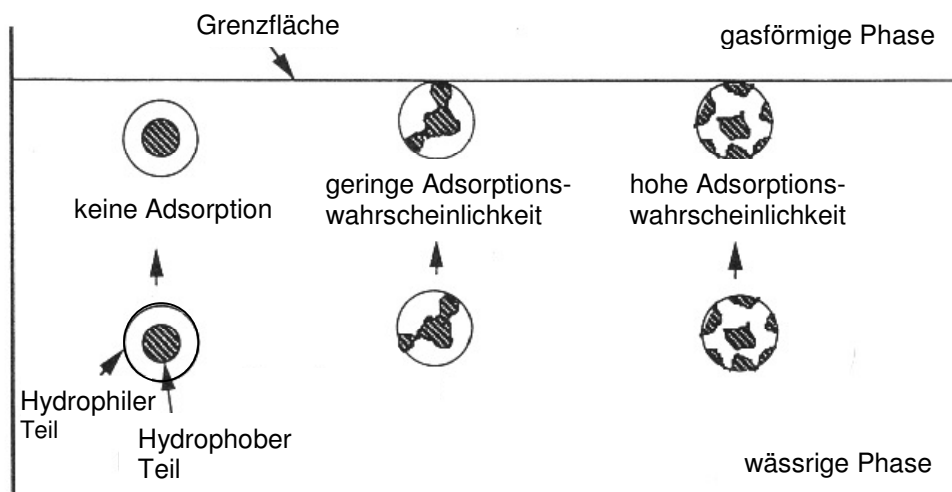 Grenzfläche
gasförmige Phase
keine Adsorption
geringe Adsorptions-
wahrscheinlichkeit
hohe Adsorptions-
wahrscheinlichkeit
Hydrophiler
Teil
Hydrophober
Teil
wässrige Phase